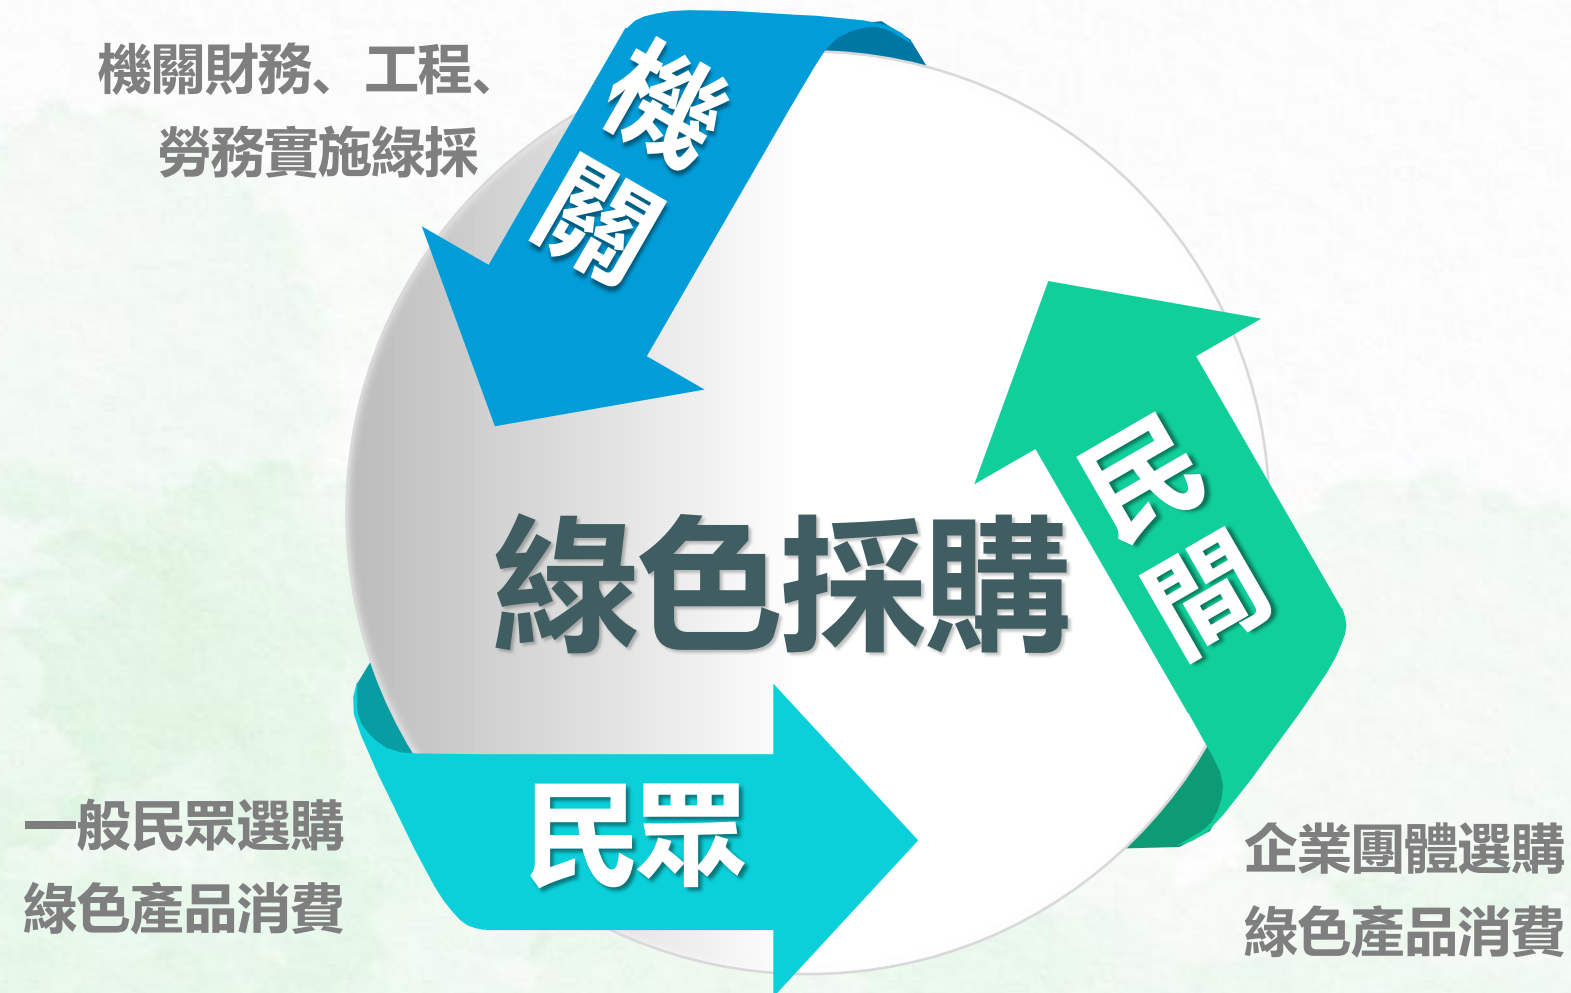 機關財務、工程、
勞務實施綠採
機關
綠色採購
民間
民眾
一般民眾選購
綠色產品消費
企業團體選購
綠色產品消費